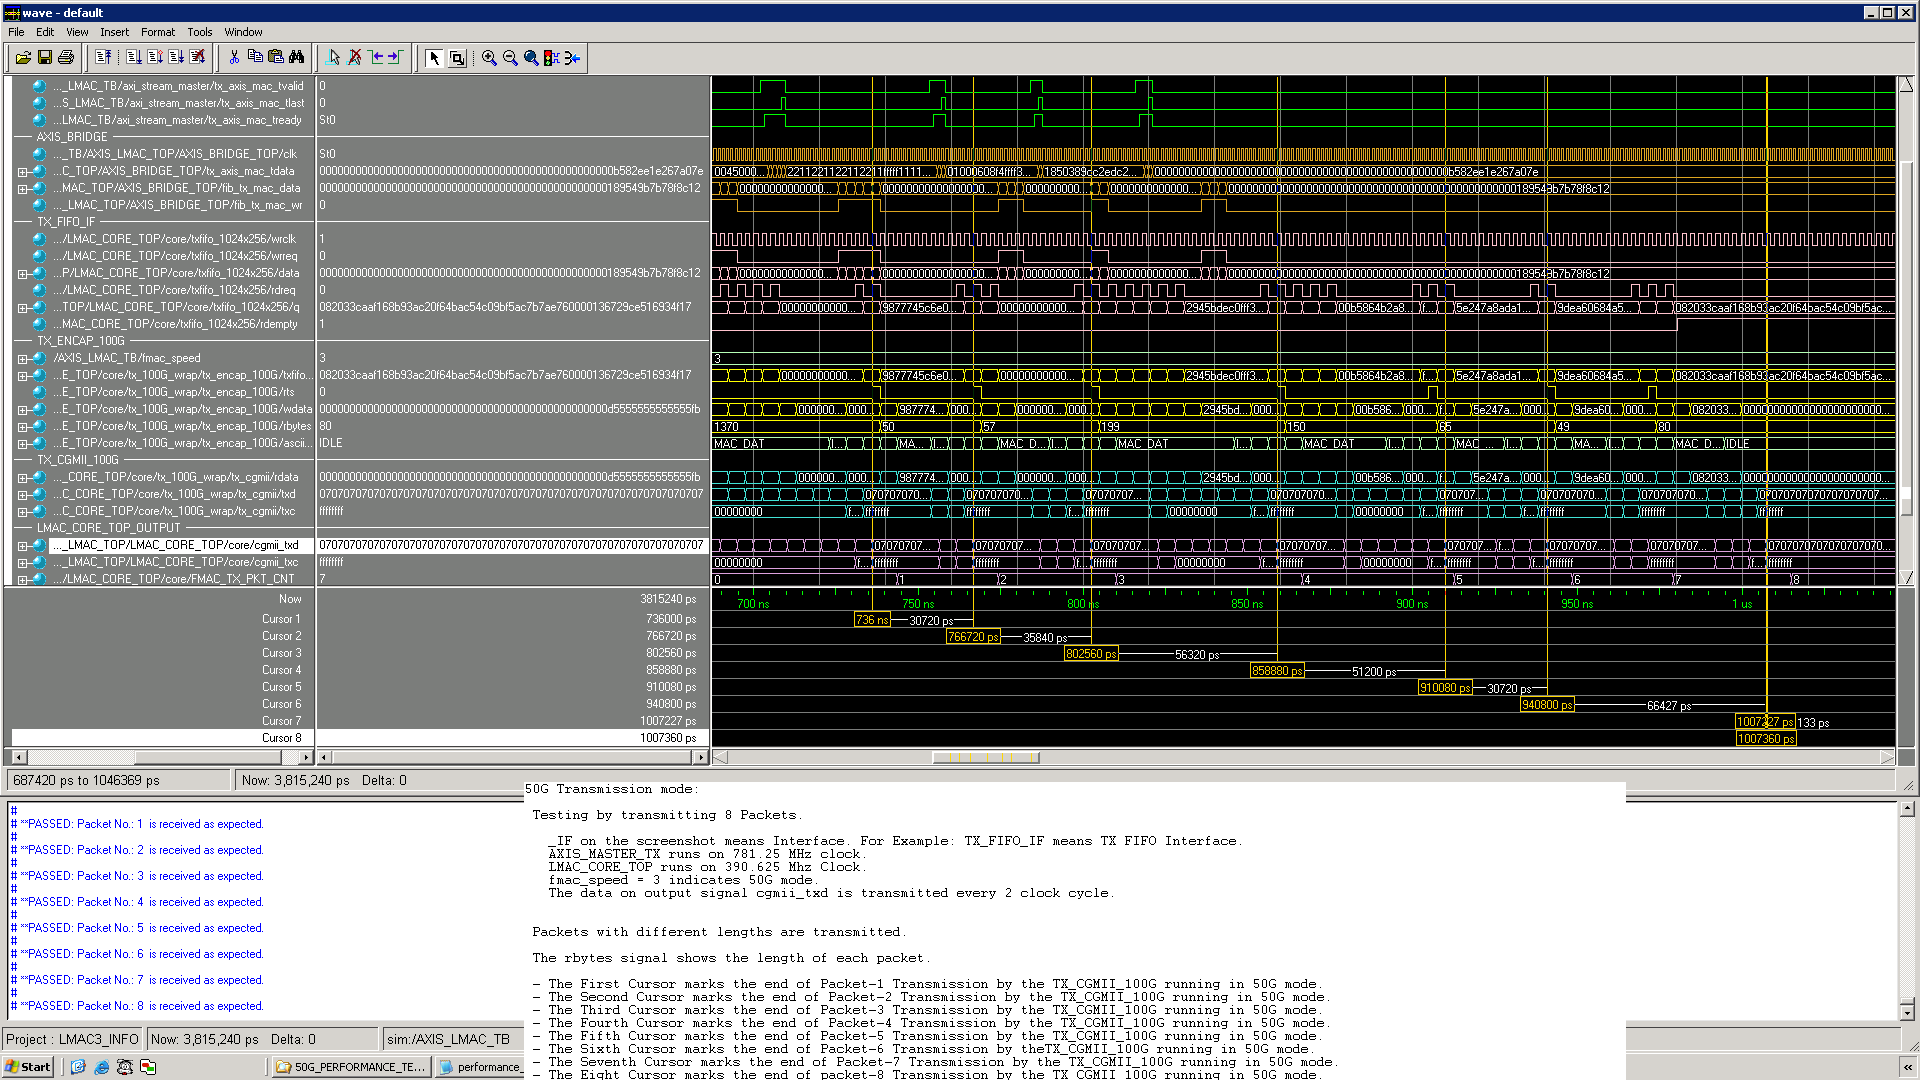 wave - default
File Edit View Insert Format Tools Window
..._LMAC_TB/axi_stream_master/tx_axis_mac_tvalid 0
...S_LMAC_TB/axi_stream_master/tx_axis_mac_tlast 0
...LMAC_TB/axi_stream_master/tx_axis_mac_tready St0
AXIS_BRIDGE
..._TB/AXIS_LMAC_TOP/AXIS_BRIDGE_TOP/clk St0
...C_TOP/AXIS_BRIDGE_TOP/tx_axis_mac_tdata
...MAC_TOP/AXIS_BRIDGE_TOP/fib_tx_mac_data
..._LMAC_TOP/AXIS_BRIDGE_TOP/fib_tx_mac_wr 0
TX_FIFO_IF
.../LMAC_CORE_TOP/core/txfifo_1024x256/wrclk 1
.../LMAC_CORE_TOP/core/txfifo_1024x256/wrreq 0
...P/LMAC_CORE_TOP/core/txfifo_1024x256/data
.../LMAC_CORE_TOP/core/txfifo_1024x256/rdreq 0
...TOP/LMAC_CORE_TOP/core/txfifo_1024x256/q 082033caaf168b93ac20f64bac54c09bf5ac7b7ae760000136729ce516934f17
...MAC_CORE_TOP/core/txfifo_1024x256/rdempty 1
TX_ENCAP_100G
/AXIS_LMAC_TB/fmac_speed 3 3
...E_TOP/core/tx_100G_wrap/tx_encap_100G/txfifo... 082033caaf168b93ac20f64bac54c09bf5ac7b7ae760000136729ce516934f17
...E_TOP/core/tx_100G_wrap/tx_encap_100G/rts 0
...E_TOP/core/tx_100G_wrap/tx_encap_100G/wdata
...E_TOP/core/tx_100G_wrap/tx_encap_100G/rbytes 80 1370 50 57 199 150 65 49 80
...E_TOP/core/tx_100G_wrap/tx_encap_100G/ascii... IDLE MAC_DAT
TX_CGMII_100G
..._CORE_TOP/core/tx_100G_wrap/tx_cgmii/rdata
...C_CORE_TOP/core/tx_100G_wrap/tx_cgmii/txd
...C_CORE_TOP/core/tx_100G_wrap/tx_cgmii/txc ffffffff
LMAC_CORE_TOP_OUTPUT
..._LMAC_TOP/LMAC_CORE_TOP/core/cgmii_txd
..._LMAC_TOP/LMAC_CORE_TOP/core/cgmii_txc ffffffff
.../LMAC_CORE_TOP/core/FMAC_TX_PKT_CNT 7 0 1 2 3 4 5 6 7 8
Now 3815240 ps 700 ns 750 ns 800 ns 850 ns 900 ns 950 ns 1 us
Cursor 1 736000 ps 736 ns 30720 ps
Cursor 2 766720 ps 766720 ps 35840 ps
Cursor 3 802560 ps 802560 ps 56320 ps
Cursor 4 858880 ps 858880 ps 51200 ps
Cursor 5 910080 ps 910080 ps 30720 ps
Cursor 6 940800 ps 940800 ps 66427 ps
Cursor 7 1007227 ps 1007227 ps 133 ps
Cursor 8 1007360 ps 1007360 ps
687420 ps to 1046369 ps Now: 3,815,240 ps Delta: 0
#
# **PASSED: Packet No.: 1 is received as expected.
#
# **PASSED: Packet No.: 2 is received as expected.
#
# **PASSED: Packet No.: 3 is received as expected.
#
# **PASSED: Packet No.: 4 is received as expected.
#
# **PASSED: Packet No.: 5 is received as expected.
#
# **PASSED: Packet No.: 6 is received as expected.
#
# **PASSED: Packet No.: 7 is received as expected.
#
# **PASSED: Packet No.: 8 is received as expected.
50G Transmission mode:
Testing by transmitting 8 Packets.
_IF on the screenshot means Interface. For Example: TX_FIFO_IF means TX FIFO Interface.
AXIS_MASTER_TX runs on 781.25 MHz clock.
LMAC_CORE_TOP runs on 390.625 Mhz Clock.
fmac_speed = 3 indicates 50G mode.
The data on output signal cgmii_txd is transmitted every 2 clock cycle.
Packets with different lengths are transmitted.
The rbytes signal shows the length of each packet.
- The First Cursor marks the end of Packet-1 Transmission by the TX_CGMII_100G running in 50G mode.
- The Second Cursor marks the end of Packet-2 Transmission by the TX_CGMII_100G running in 50G mode.
- The Third Cursor marks the end of Packet-3 Transmission by the TX_CGMII_100G running in 50G mode.
- The Fourth Cursor marks the end of Packet-4 Transmission by the TX_CGMII_100G running in 50G mode.
- The Fifth Cursor marks the end of Packet-5 Transmission by the TX_CGMII_100G running in 50G mode.
- The Sixth Cursor marks the end of Packet-6 Transmission by theTX_CGMII_100G running in 50G mode.
- The Seventh Cursor marks the end of Packet-7 Transmission by the TX_CGMII_100G running in 50G mode.
- The Eight Cursor marks the end of packet-8 Transmission by the TX_CGMII_100G running in 50G mode.
Project : LMAC3_INFO Now: 3,815,240 ps Delta: 0 sim:/AXIS_LMAC_TB
Start 50G_PERFORMANCE_TE... performance_